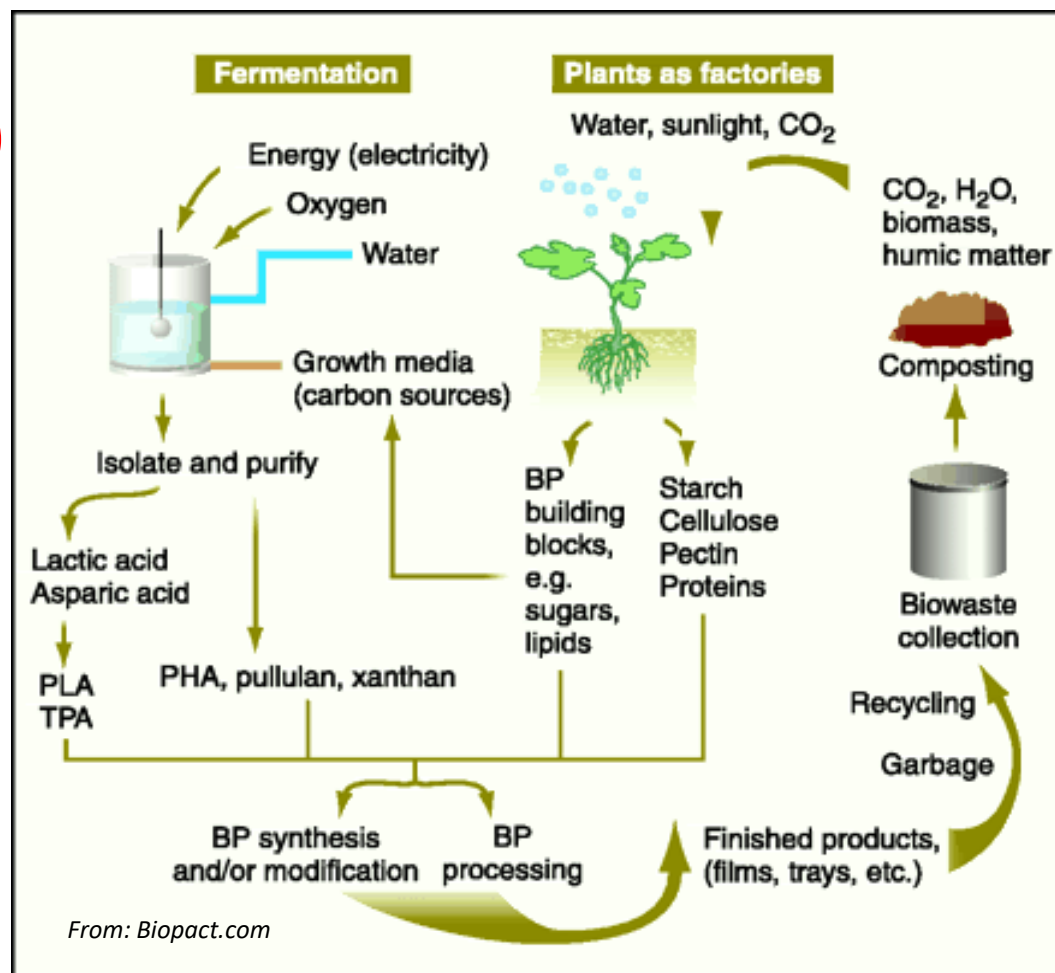 Fermentation
Plants as factories
Energy (electricity)
Oxygen
Water
Growth media
(carbon sources)
Isolate and purify
Lactic acid
Asparic acid
PLA
TPA
PHA, pullulan, xanthan
Water, sunlight, CO₂
BP
building
blocks,
e.g.
sugars,
lipids
Starch
Cellulose
Pectin
Proteins
CO₂, H₂O,
biomass,
humic matter
Composting
Biowaste
collection
Recycling
Garbage
BP synthesis
and/or modification
BP
processing
Finished products,
(films, trays, etc.)
From: Biopact.com